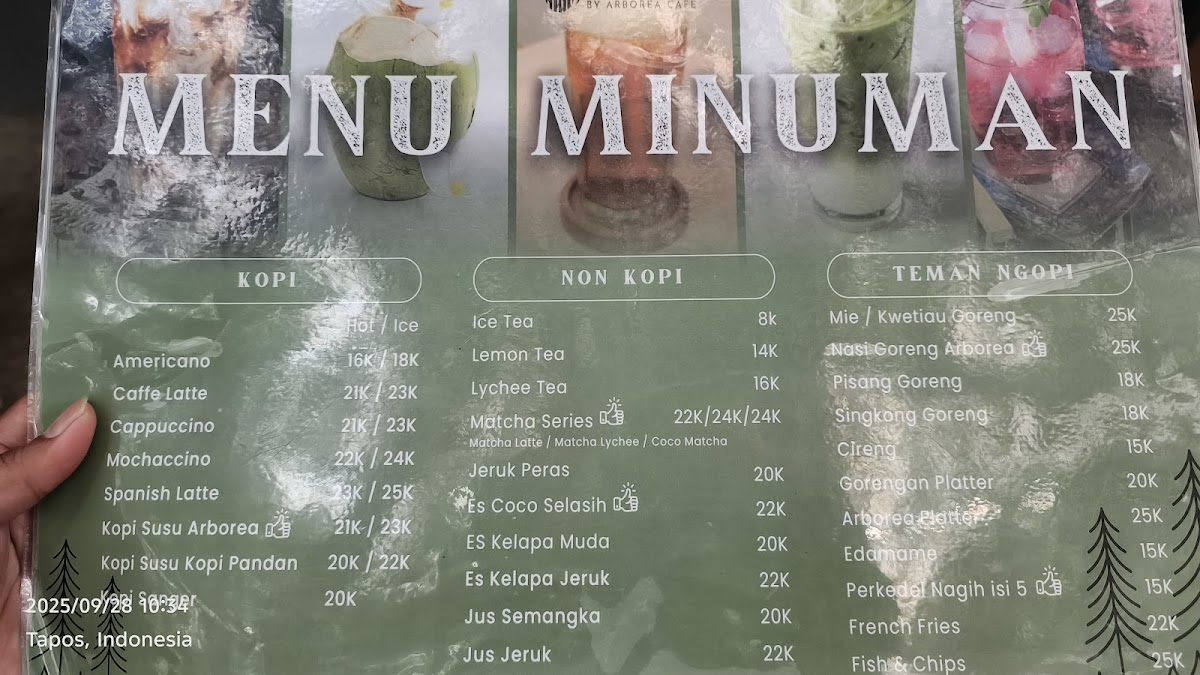 BY ARBOREA CAFE
MENU MINUMAN
KOPI
Hot / Ice
Americano 16K / 18K
Caffe Latte 21K / 23K
Cappuccino 21K / 23K
Mochaccino 22K / 24K
Spanish Latte 23K / 25K
Kopi Susu Arborea 21K / 23K
Kopi Susu Kopi Pandan 20K / 22K
Kopi Sanger 20K
NON KOPI
Ice Tea 8k
Lemon Tea 14K
Lychee Tea 16K
Matcha Series 22K/24K/24K
Matcha Latte / Matcha Lychee / Coco Matcha
Jeruk Peras 20K
Es Coco Selasih 22K
ES Kelapa Muda 20K
Es Kelapa Jeruk 22K
Jus Semangka 20K
Jus Jeruk 22K
TEMAN NGOPI
Mie / Kwetiau Goreng 25K
Nasi Goreng Arborea 25K
Pisang Goreng 18K
Singkong Goreng 18K
Cireng 15K
Gorengan Platter 20K
Arborea Platter 25K
Edamame 15K
Perkedel Nagih isi 5 15K
French Fries 22K
Fish & Chips 25K
2025/09/28 10:34
Tapos, Indonesia